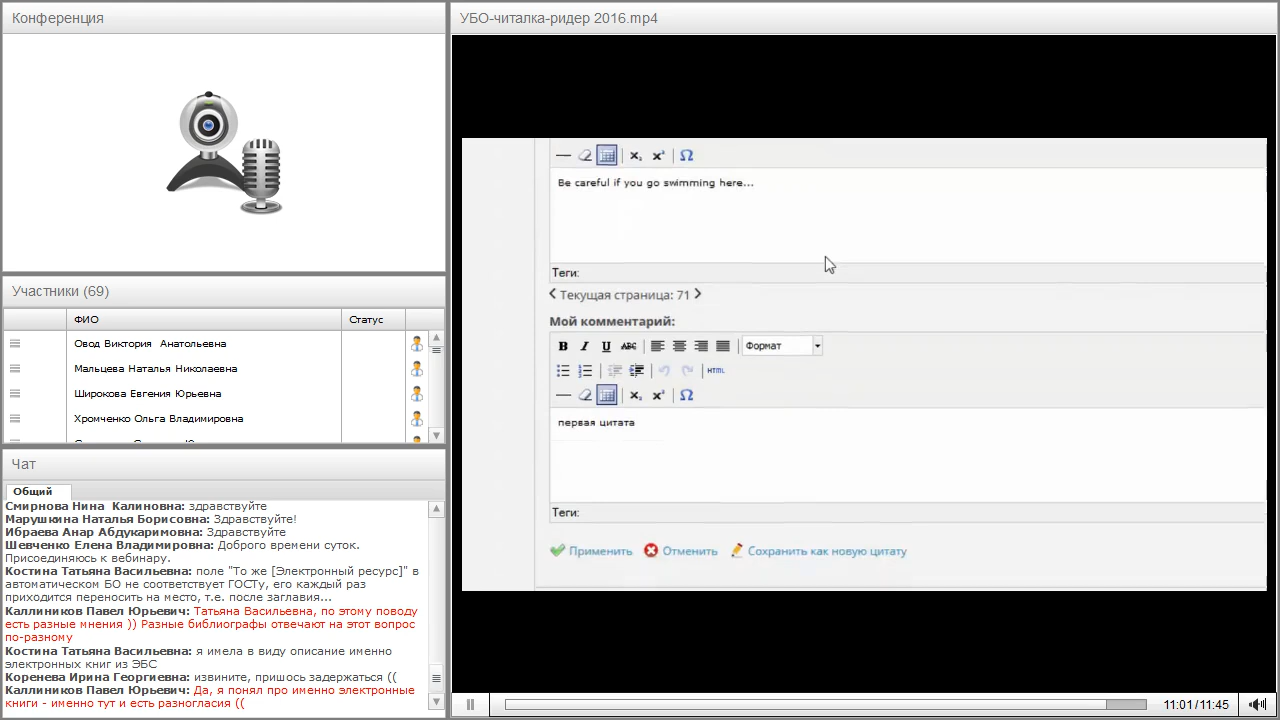 Конференция
УБО-читалка-ридер 2016.mp4
Be careful if you go swimming here...
Теги:
Текущая страница: 71
Мой комментарий:
B I U ABC Формат
HTML
x₂ x² Ω
первая цитата
Теги:
Применить Отменить Сохранить как новую цитату
11:01/11:45
Участники (69)
ФИО Статус
Овод Виктория Анатольевна
Мальцева Наталья Николаевна
Широкова Евгения Юрьевна
Хромченко Ольга Владимировна
Чат
Общий
Смирнова Нина Калиновна: здравствуйте
Марушкина Наталья Борисовна: Здравствуйте!
Ибраева Анар Абдукаримовна: Здравствуйте
Шевченко Елена Владимировна: Доброго времени суток.
Присоединяюсь к вебинару.
Костина Татьяна Васильевна: поле "То же [Электронный ресурс]" в
автоматическом БО не соответствует ГОСТу, его каждый раз
приходится переносить на место, т.е. после заглавия...
Каллиников Павел Юрьевич: Татьяна Васильевна, по этому поводу
есть разные мнения )) Разные библиографы отвечают на этот вопрос
по-разному
Костина Татьяна Васильевна: я имела в виду описание именно
электронных книг из ЭБС
Коренева Ирина Георгиевна: извините, пришось задержаться ((
Каллиников Павел Юрьевич: Да, я понял про именно электронные
книги - именно тут и есть разногласия ((